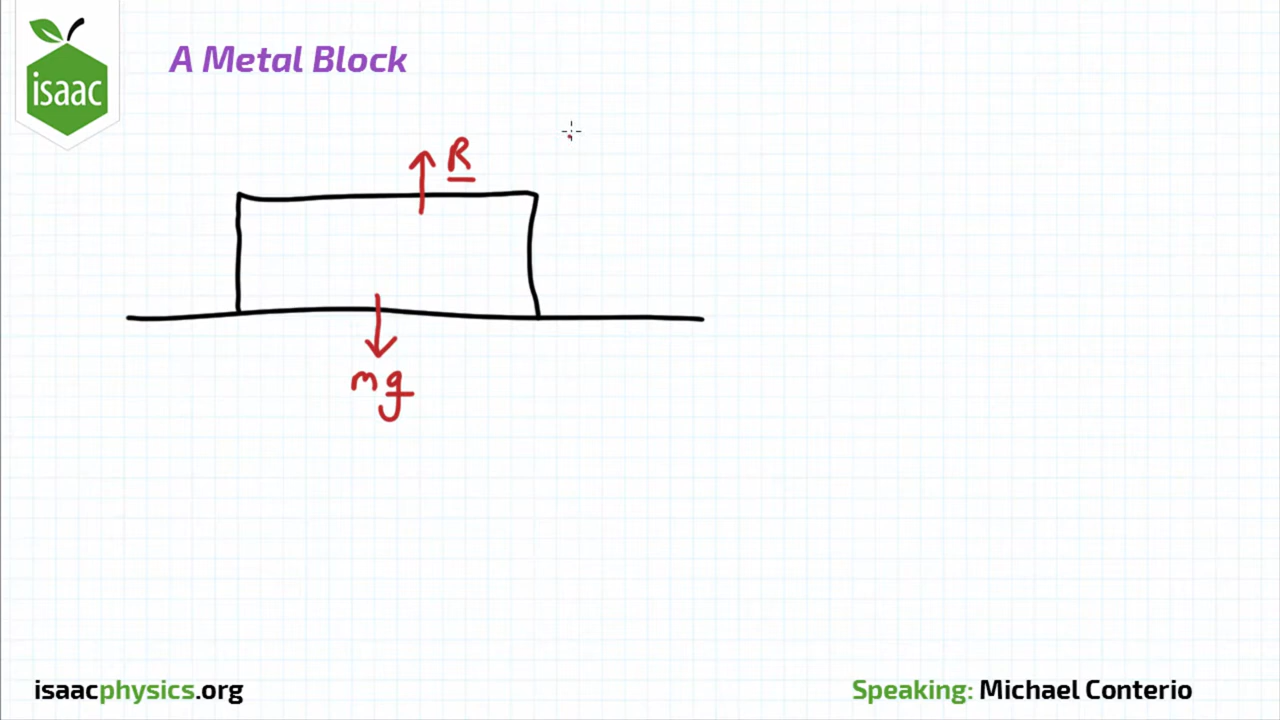 isaac
A Metal Block
R
mg
isaacphysics.org
Speaking: Michael Conterio